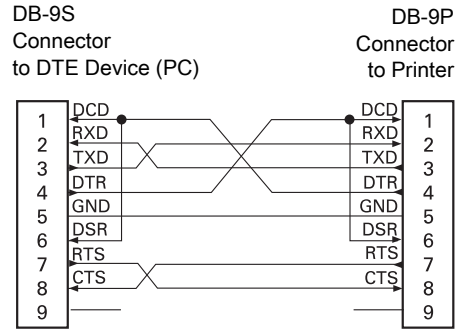 DB-9S
Connector
to DTE Device (PC)
DB-9P
Connector
to Printer
1 DCD DCD 1
2 RXD RXD 2
3 TXD TXD 3
4 DTR DTR 4
5 GND GND 5
6 DSR DSR 6
7 RTS RTS 7
8 CTS CTS 8
9 9